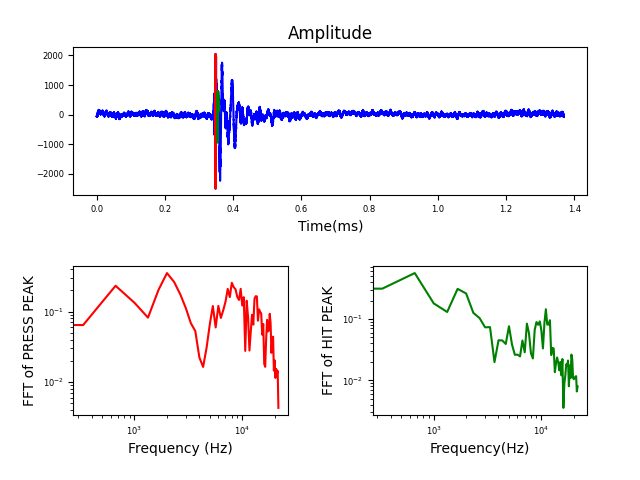 Amplitude
2000
1000
0
−1000
−2000
0.0 0.2 0.4 0.6 0.8 1.0 1.2 1.4
Time(ms)
FFT of PRESS PEAK
10⁻¹
10⁻²
10³ 10⁴
Frequency (Hz)
FFT of HIT PEAK
10⁻¹
10⁻²
10³ 10⁴
Frequency(Hz)